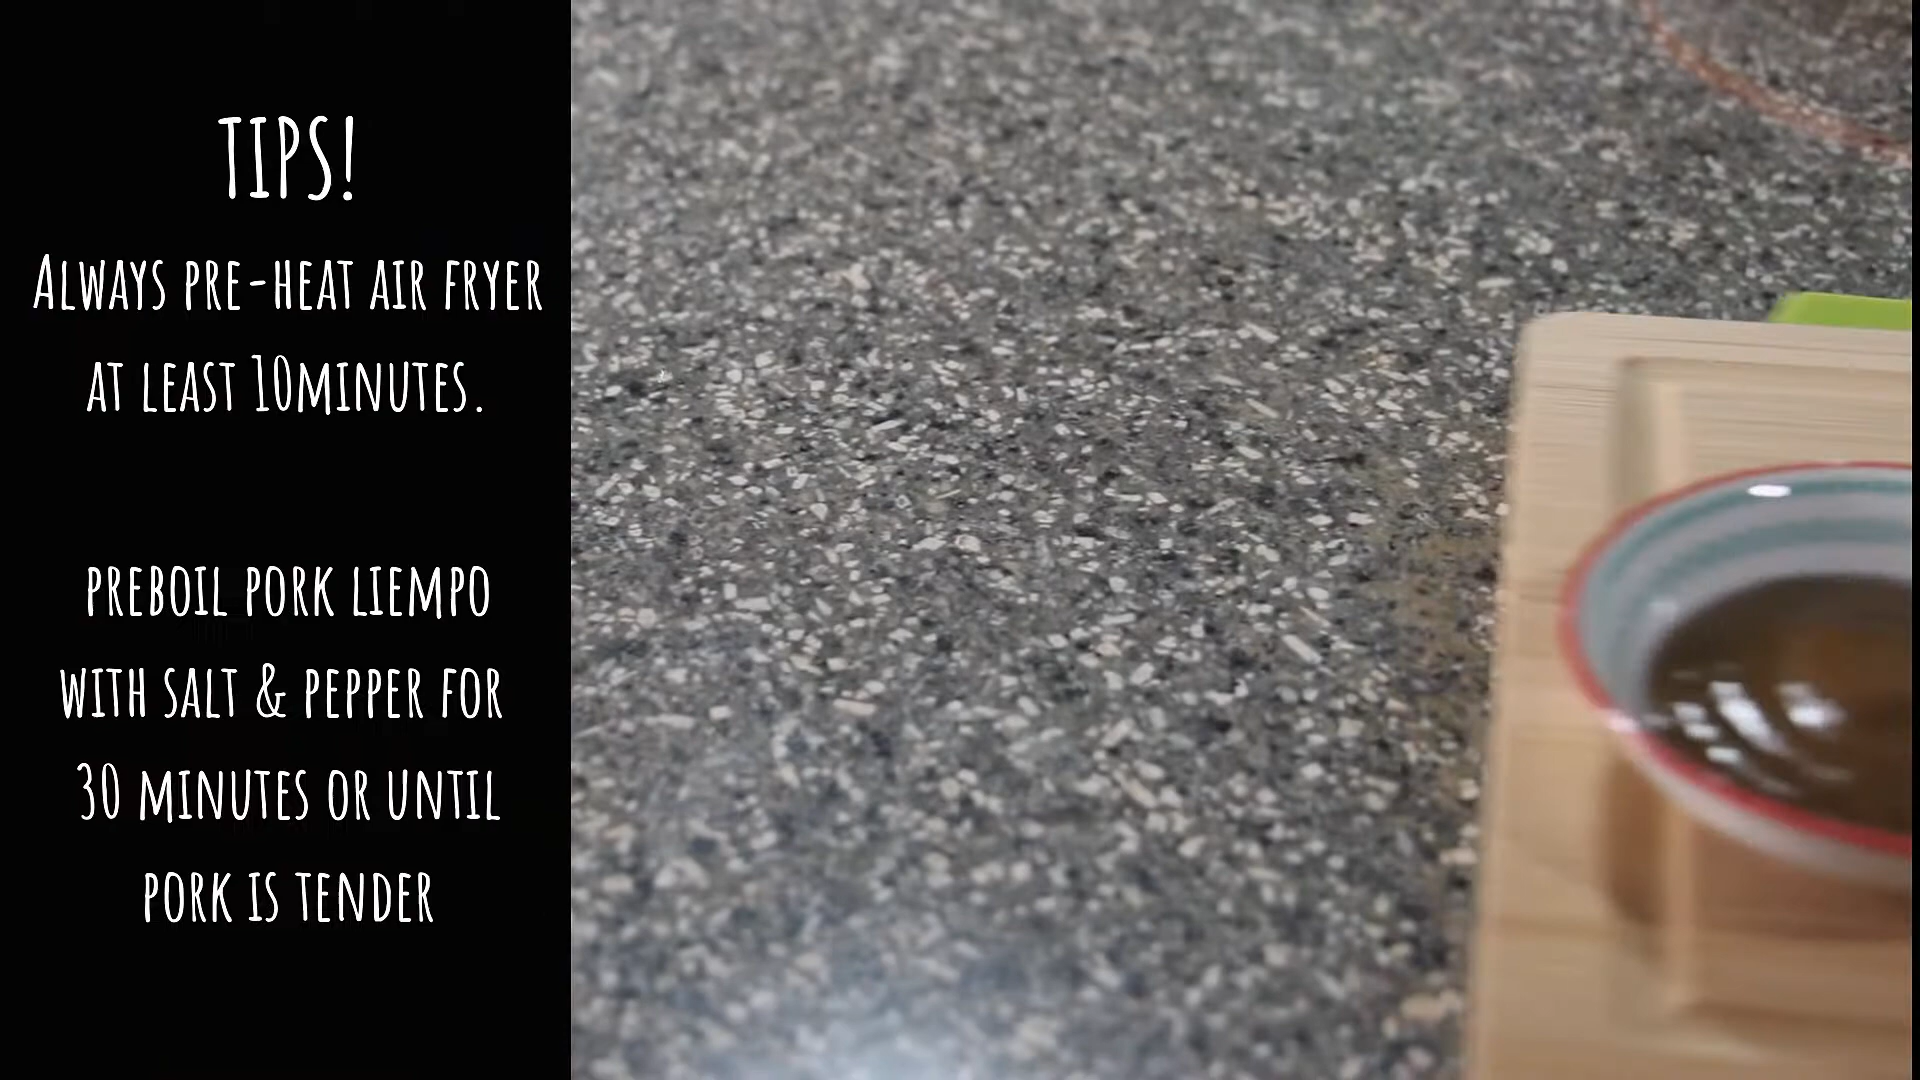 TIPS!
ALWAYS PRE-HEAT AIR FRYER
AT LEAST 10MINUTES.
PREBOIL PORK LIEMPO
WITH SALT & PEPPER FOR
30 MINUTES OR UNTIL
PORK IS TENDER